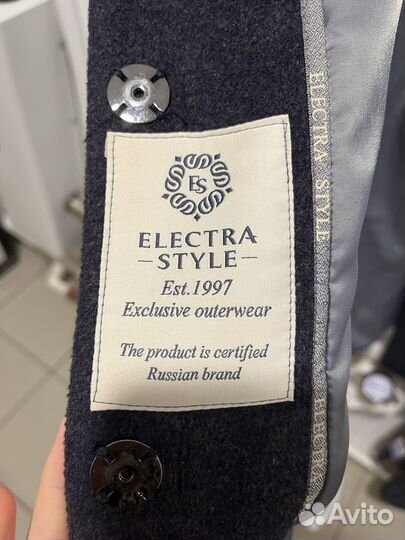 ES
ELECTRA
STYLE
Est.1997
Exclusive outerwear
The product is certified
Russian brand
ELECTRA STYLE
Avito